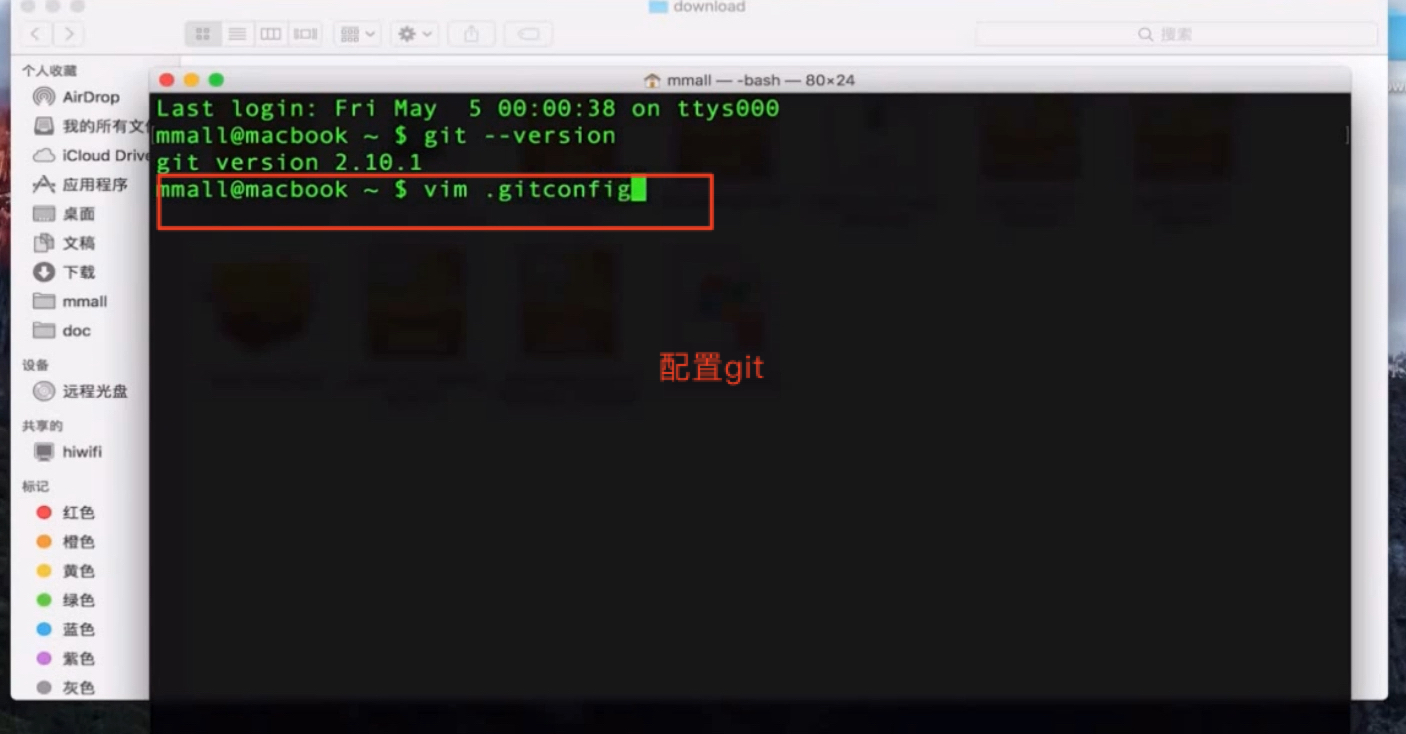 download
搜索
个人收藏
AirDrop
我的所有文
iCloud Drive
应用程序
桌面
文稿
下载
mmall
doc
设备
远程光盘
共享的
hiwifi
标记
红色
橙色
黄色
绿色
蓝色
紫色
灰色
mmall — -bash — 80×24
Last login: Fri May  5 00:00:38 on ttys000
mmall@macbook ~ $ git --version
git version 2.10.1
mmall@macbook ~ $ vim .gitconfig
配置git